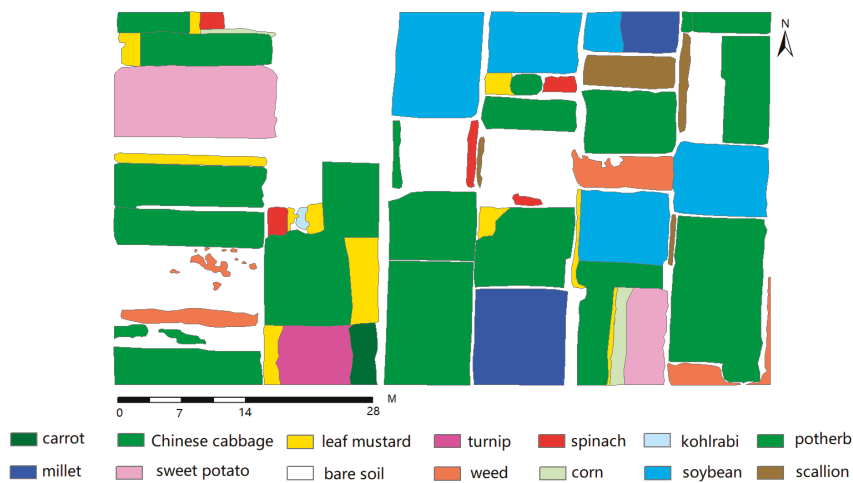 N
M
0 7 14 28
carrot Chinese cabbage leaf mustard turnip spinach kohlrabi potherb
millet sweet potato bare soil weed corn soybean scallion